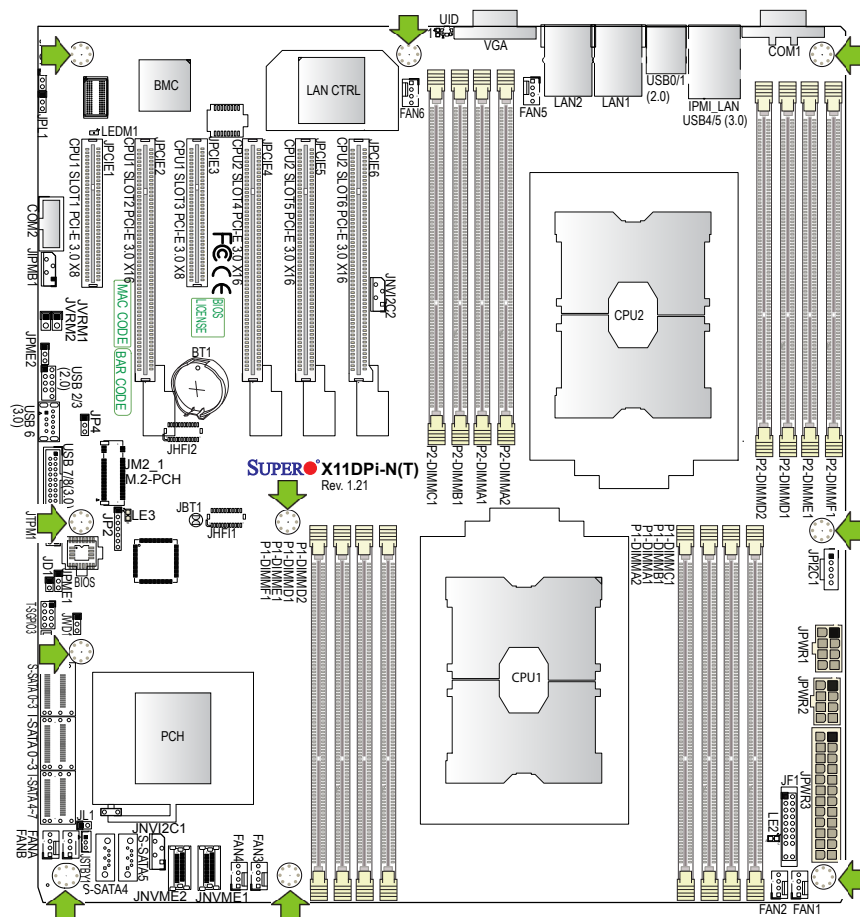 UID
VGA
COM1
BMC
LAN CTRL
FAN6
FAN5
LAN2
LAN1
USB0/1
(2.0)
IPMI_LAN
USB4/5 (3.0)
JPL1
LEDM1
JPCIE1
CPU1 SLOT1 PCI-E 3.0 X8
JPCIE2
CPU1 SLOT2 PCI-E 3.0 X16
JPCIE3
CPU1 SLOT3 PCI-E 3.0 X8
JPCIE4
CPU2 SLOT4 PCI-E 3.0 X16
JPCIE5
CPU2 SLOT5 PCI-E 3.0 X16
JPCIE6
CPU2 SLOT6 PCI-E 3.0 X16
COM2
JIPMB1
FC CE
JNVI2C2
MAC CODE
BIOS
LICENSE
BAR CODE
JVRM1
JVRM2
JPME2
USB 2/3
(2.0)
USB 6
(3.0)
JP4
BT1
JHFI2
CPU2
P2-DIMMC1
P2-DIMMB1
P2-DIMMA1
P2-DIMMA2
P2-DIMMD2
P2-DIMMD1
P2-DIMME1
P2-DIMMF1
USB 7/8(3.0)
JM2_1
M.2-PCH
SUPER X11DPi-N(T)
Rev. 1.21
JTPM1
JP2
LE3
JBT1
JHFI1
P1-DIMMD2
P1-DIMMD1
P1-DIMME1
P1-DIMMF1
P1-DIMMC1
P1-DIMMB1
P1-DIMMA1
P1-DIMMA2
JPI2C1
BIOS
JD1
JPME1
T-SGPIO3
JWD1
JPWR1
JPWR2
JPWR3
S-SATA 0-3
I-SATA 0~3
I-SATA 4-7
PCH
CPU1
JF1
LE2
JL1
FANB
FANA
JSTBY1
S-SATA4
S-SATA5
JNVI2C1
JNVME2
JNVME1
FAN4
FAN3
FAN2
FAN1